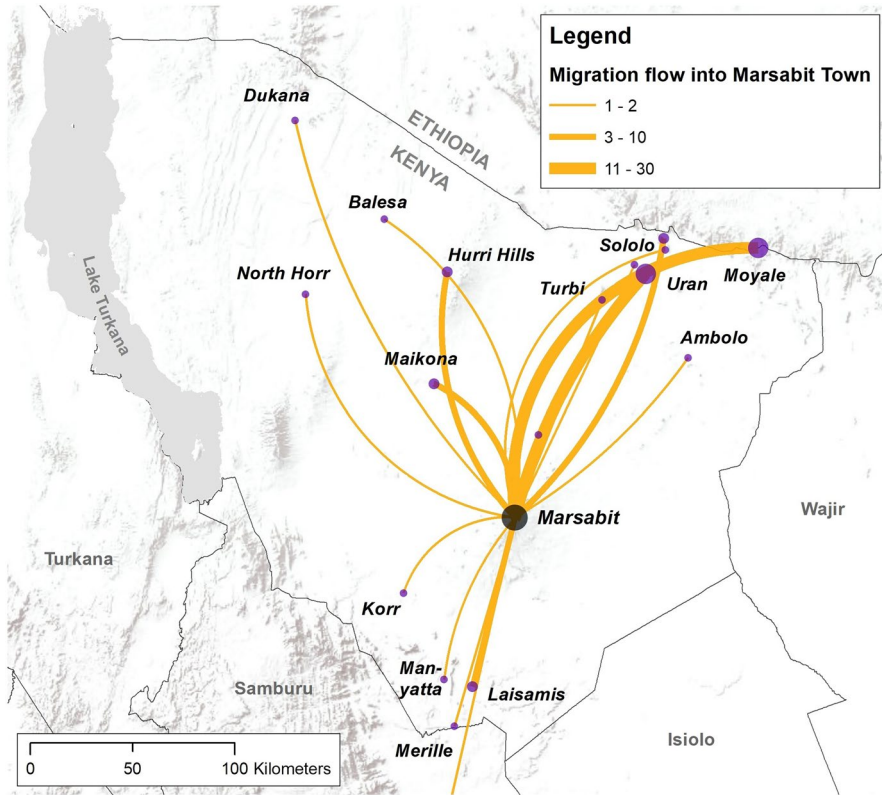 Legend
Migration flow into Marsabit Town
1 - 2
3 - 10
11 - 30
Dukana
ETHIOPIA
KENYA
Balesa
Hurri Hills
Sololo
North Horr
Turbi
Uran
Moyale
Lake Turkana
Maikona
Ambolo
Marsabit
Wajir
Turkana
Korr
Man-
yatta
Laisamis
Samburu
Merille
Isiolo
0 50 100 Kilometers